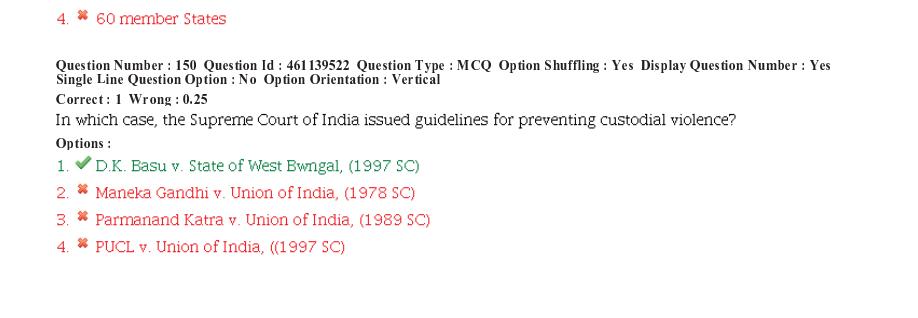 4. 60 member States
Question Number : 150 Question Id : 461139522 Question Type : MCQ Option Shuffling : Yes Display Question Number : Yes
Single Line Question Option : No Option Orientation : Vertical
Correct : 1 Wrong : 0.25
In which case, the Supreme Court of India issued guidelines for preventing custodial violence?
Options :
1. D.K. Basu v. State of West Bwngal, (1997 SC)
2. Maneka Gandhi v. Union of India, (1978 SC)
3. Parmanand Katra v. Union of India, (1989 SC)
4. PUCL v. Union of India, ((1997 SC)